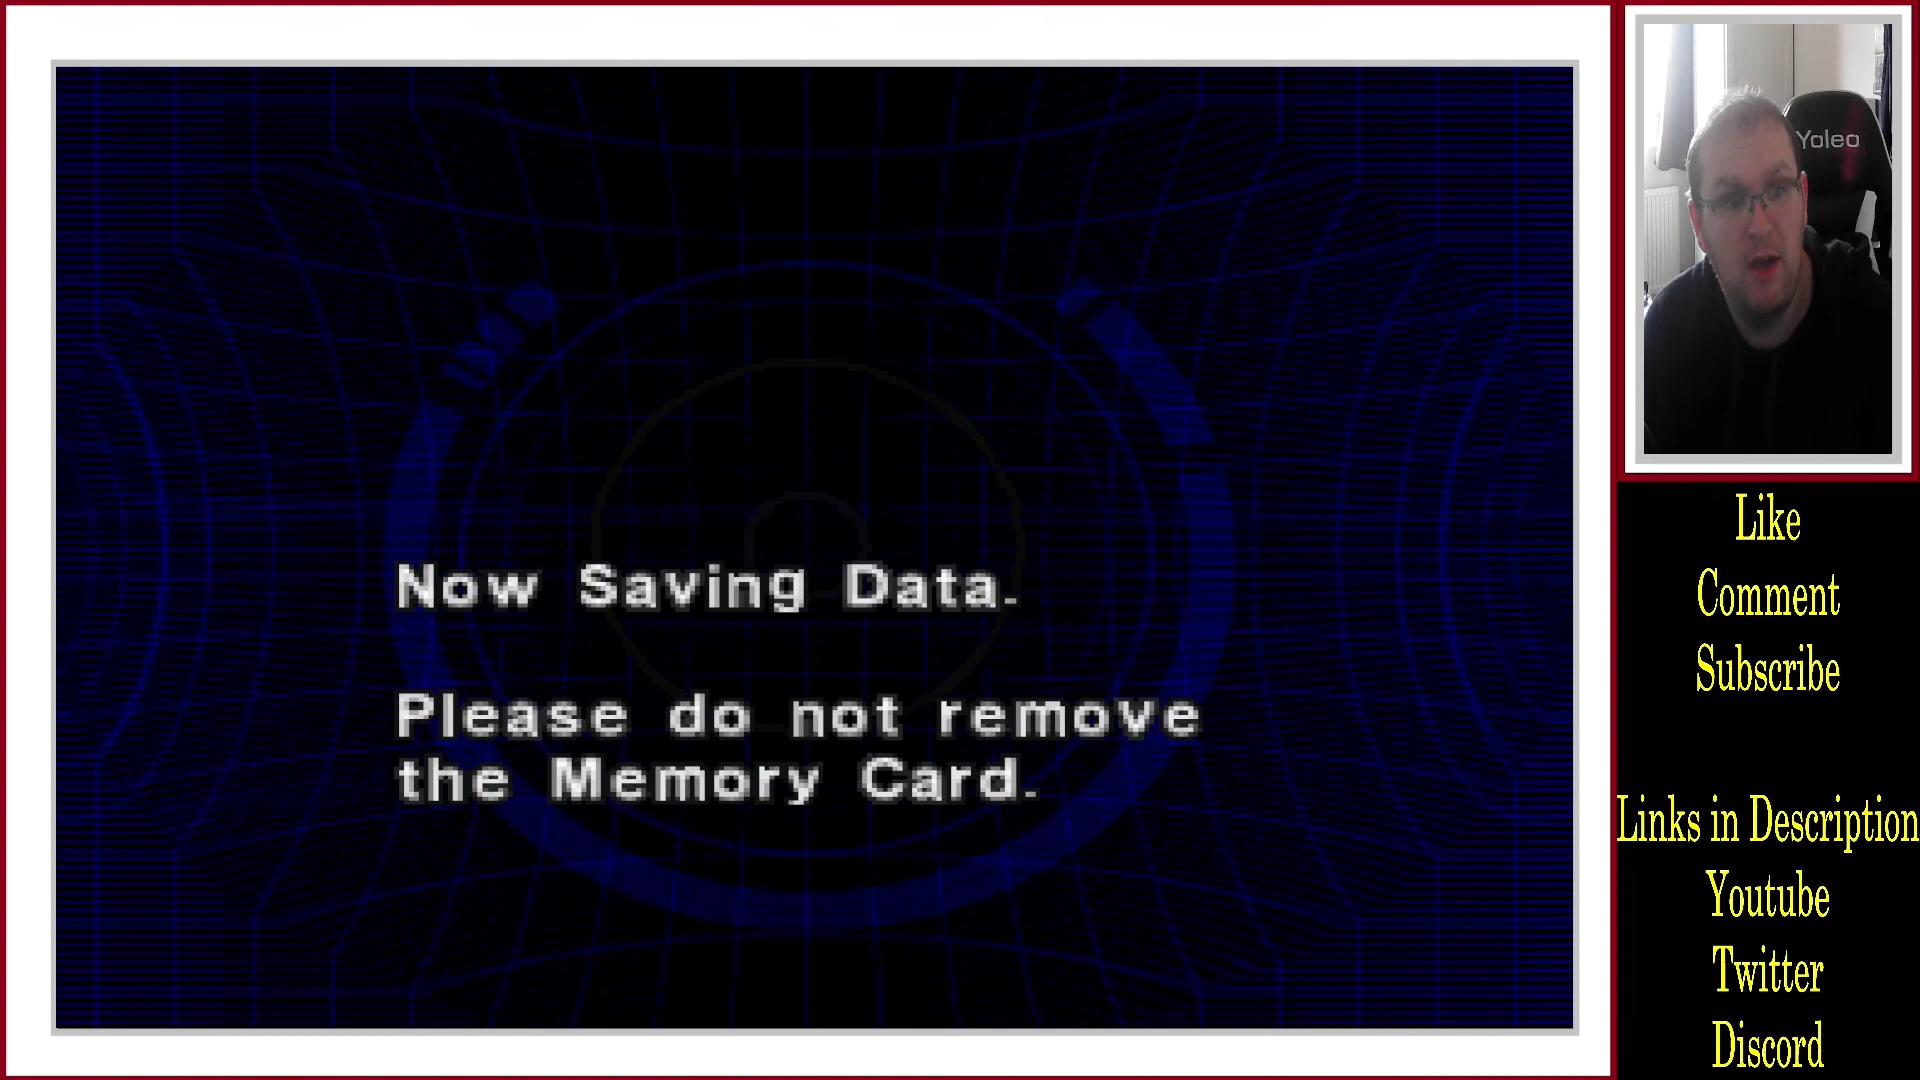 Now Saving Data.
Please do not remove
the Memory Card.
Yoleo
Like
Comment
Subscribe
Links in Description
Youtube
Twitter
Discord